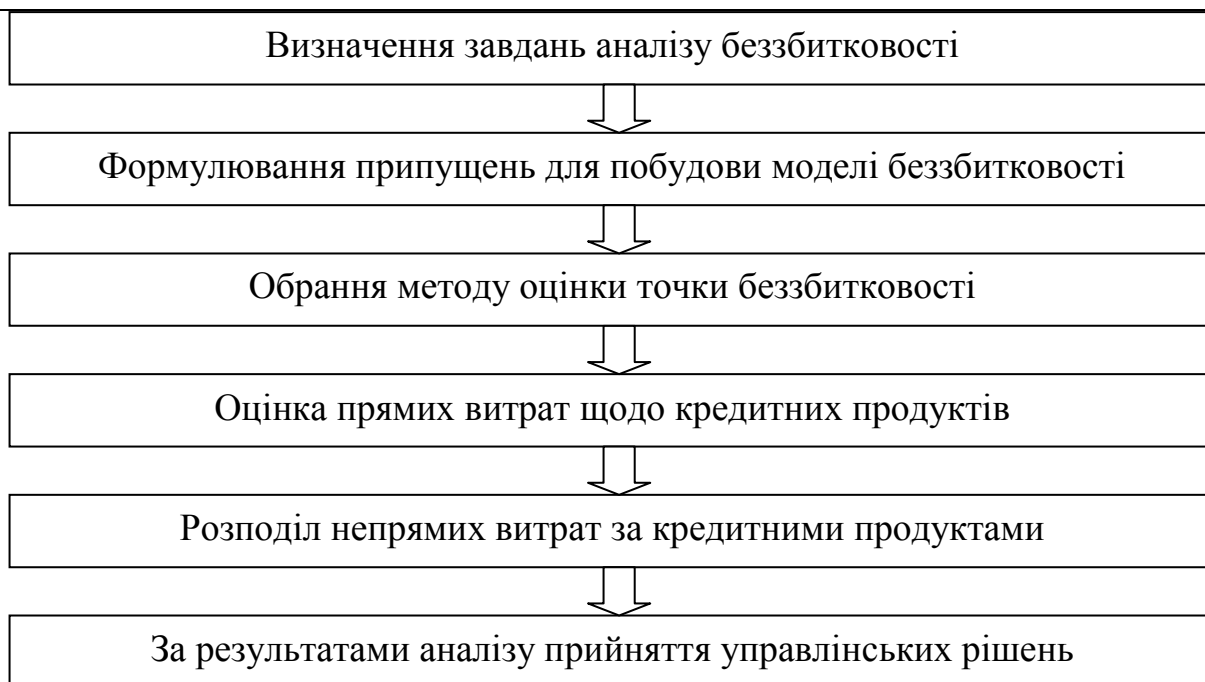 Визначення завдань аналізу беззбитковості
Формулювання припущень для побудови моделі беззбитковості
Обрання методу оцінки точки беззбитковості
Оцінка прямих витрат щодо кредитних продуктів
Розподіл непрямих витрат за кредитними продуктами
За результатами аналізу прийняття управлінських рішень